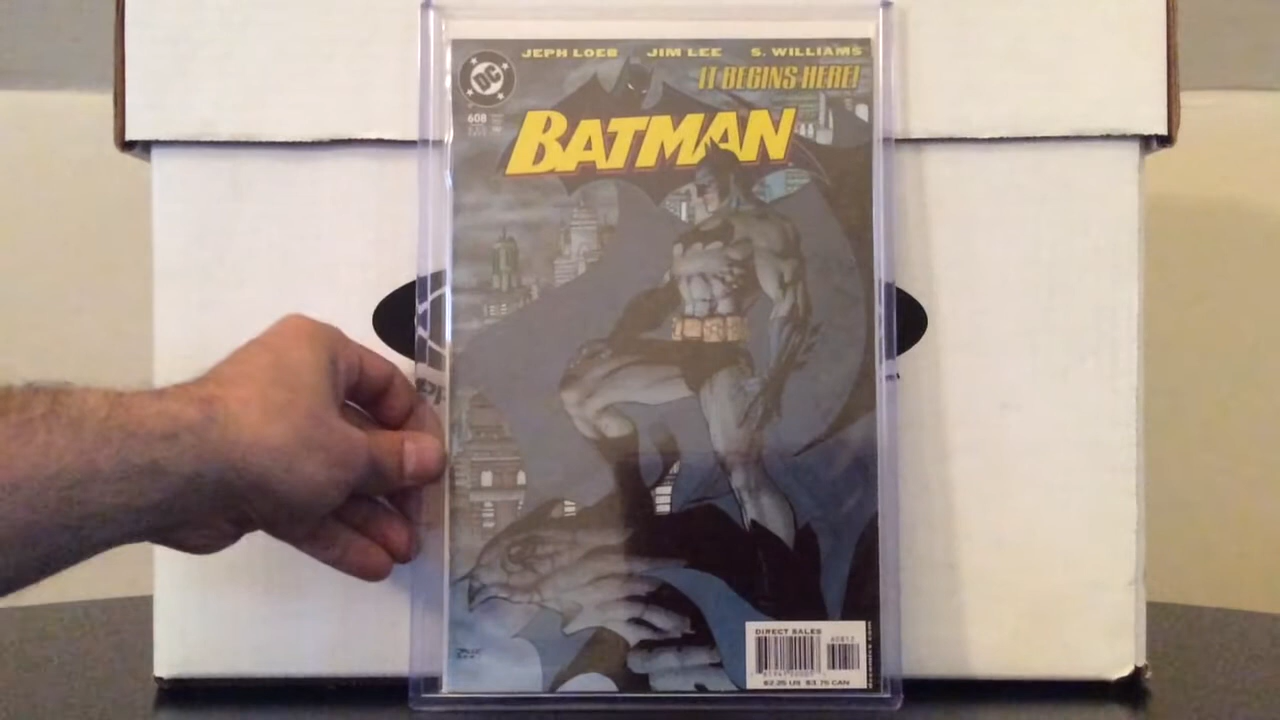 JEPH LOEB JIM LEE S. WILLIAMS
IT BEGINS HERE!
DC
608
BATMAN
DIRECT SALES
60812
$2.25 US $3.75 CAN